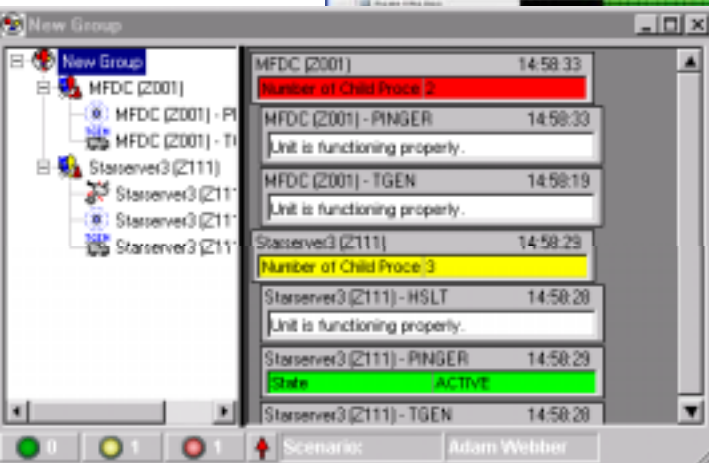 New Group
New Group
MFDC (Z001)
MFDC (Z001) - PI
MFDC (Z001) - T
Starserver3 (Z111)
Starserver3 (Z11
Starserver3 (Z11
Starserver3 (Z11
MFDC (Z001) 14:58:33
Number of Child Proce 2
MFDC (Z001) - PINGER 14:58:33
Unit is functioning properly.
MFDC (Z001) - TGEN 14:58:19
Unit is functioning properly.
Starserver3 (Z111) 14:58:29
Number of Child Proce 3
Starserver3 (Z111) - HSLT 14:58:28
Unit is functioning properly.
Starserver3 (Z111) - PINGER 14:58:29
State ACTIVE
Starserver3 (Z111) - TGEN 14:58:28
0 1 1 Scenario: Adam Webber